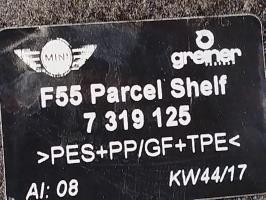 MINI greiner
F55 Parcel Shelf
7 319 125
>PES+PP/GF+TPE<
AI: 08 KW44/17